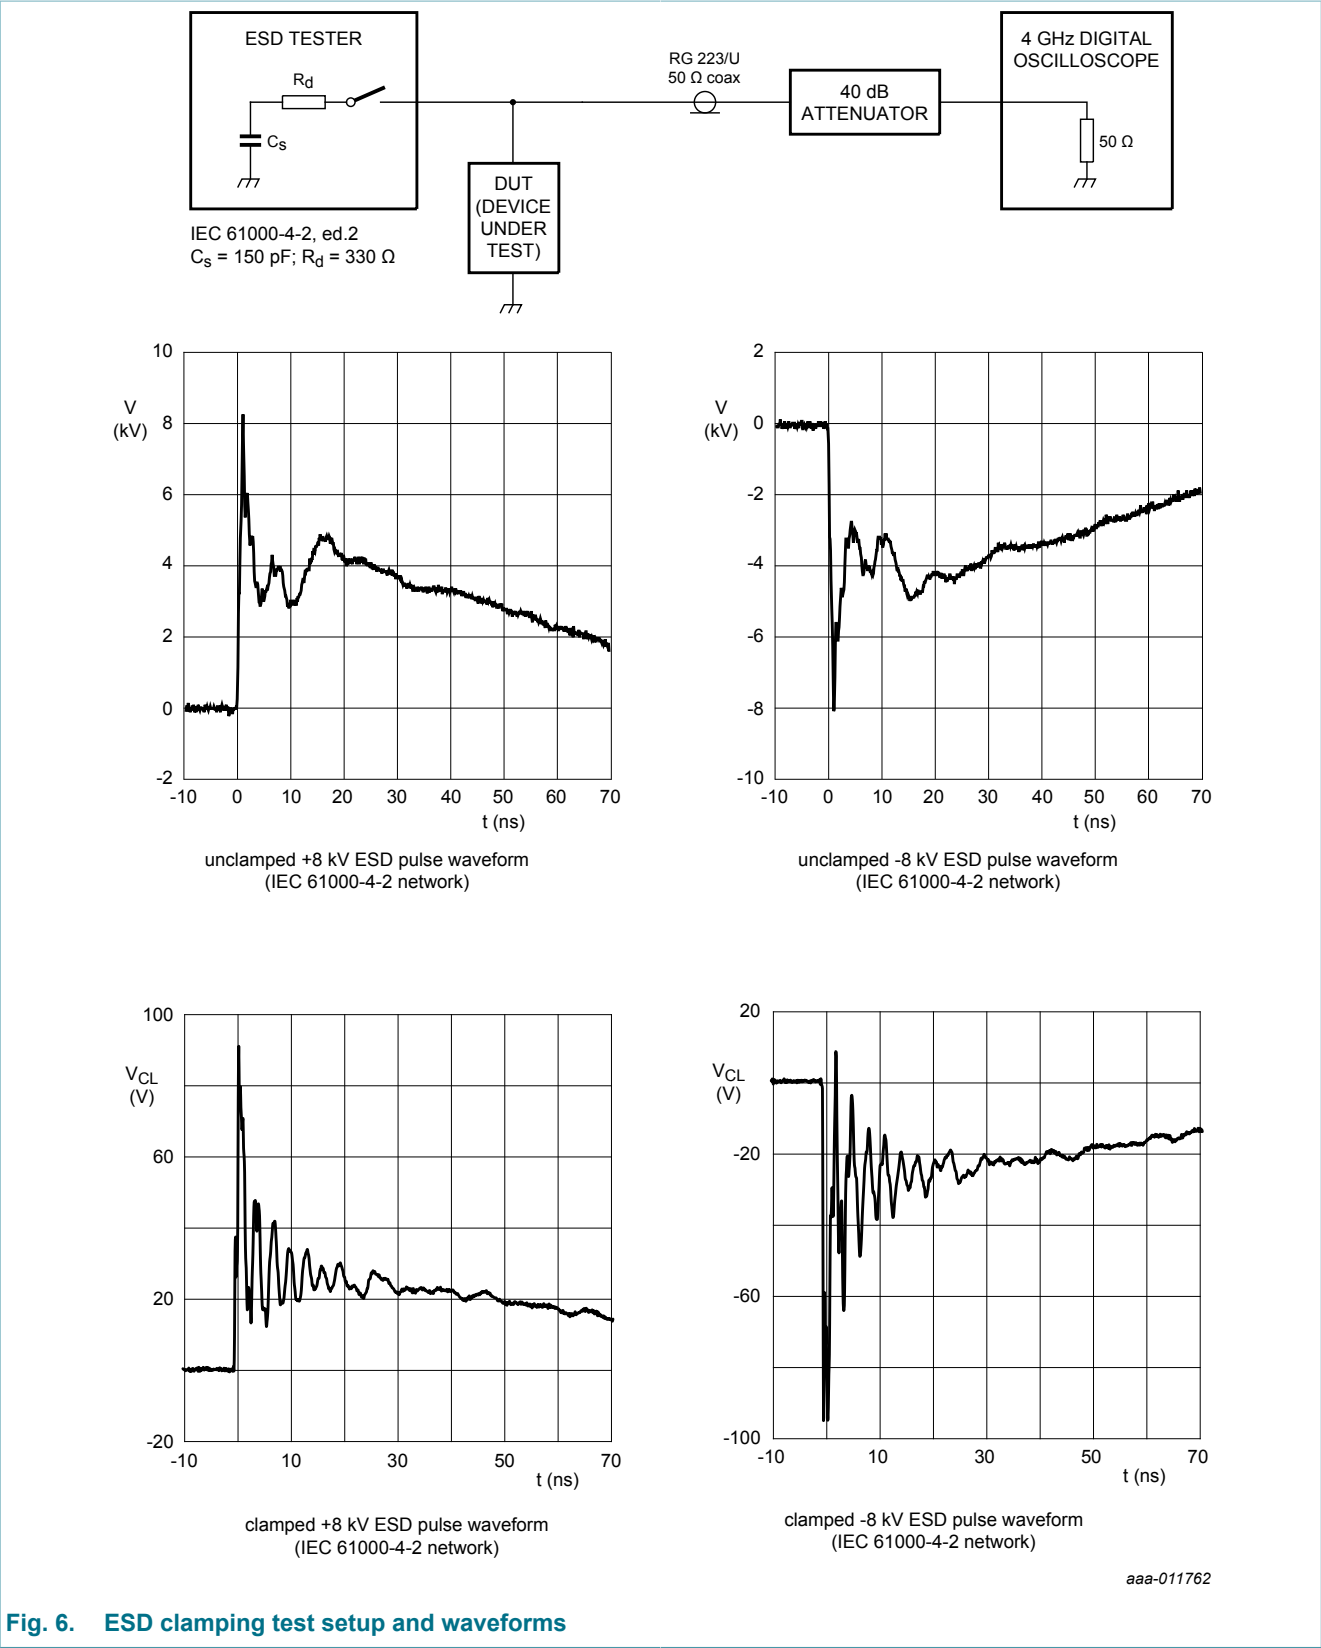 ESD TESTER
Rd
Cs
IEC 61000-4-2, ed.2
Cs = 150 pF; Rd = 330 Ω
DUT
(DEVICE
UNDER
TEST)
RG 223/U
50 Ω coax
40 dB
ATTENUATOR
4 GHz DIGITAL
OSCILLOSCOPE
50 Ω
V
(kV)
10
8
6
4
2
0
-2
-10 0 10 20 30 40 50 60 70
t (ns)
unclamped +8 kV ESD pulse waveform
(IEC 61000-4-2 network)
V
(kV)
2
0
-2
-4
-6
-8
-10
-10 0 10 20 30 40 50 60 70
t (ns)
unclamped -8 kV ESD pulse waveform
(IEC 61000-4-2 network)
VCL
(V)
100
60
20
-20
-10 10 30 50 70
t (ns)
clamped +8 kV ESD pulse waveform
(IEC 61000-4-2 network)
VCL
(V)
20
-20
-60
-100
-10 10 30 50 70
t (ns)
clamped -8 kV ESD pulse waveform
(IEC 61000-4-2 network)
aaa-011762
Fig. 6. ESD clamping test setup and waveforms